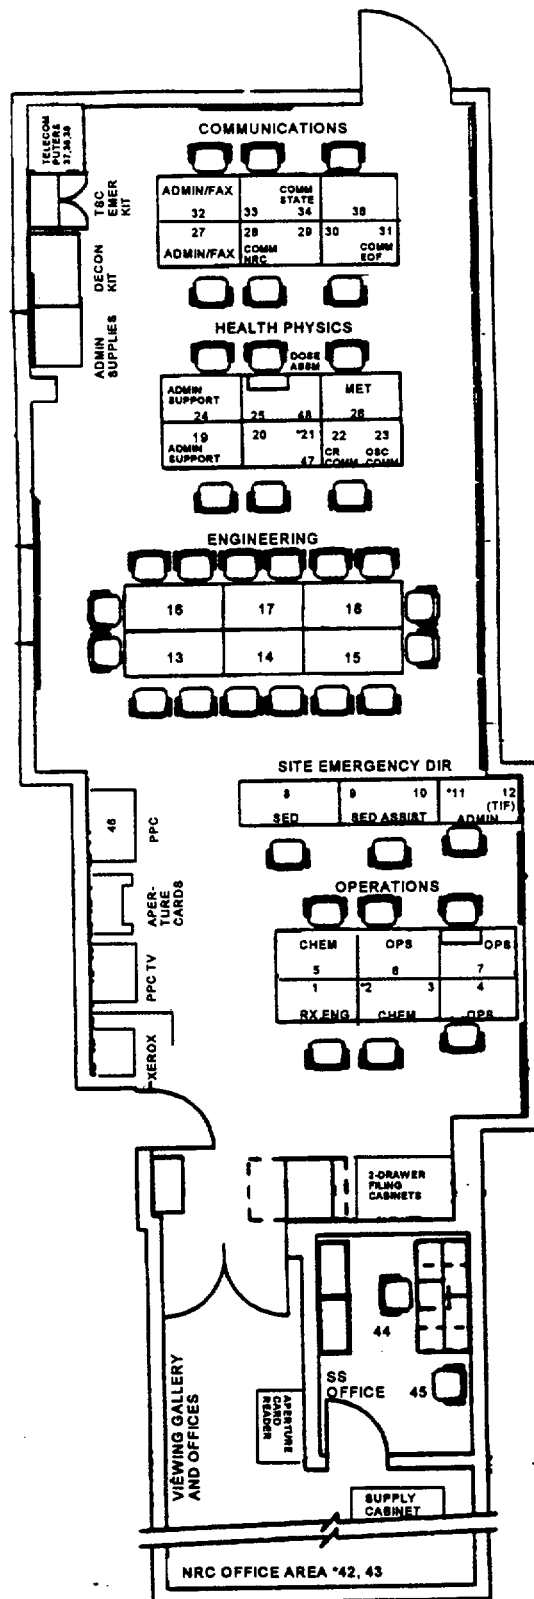 COMMUNICATIONS
TELECOM
PUTERS
37,38,39
TSC
EMER
KIT
ADMIN/FAX
COMM
STATE
32 33 34 38
27 28 29 30 31
ADMIN/FAX
COMM
NRC
COMM
EOF
DECON
KIT
ADMIN
SUPPLIES
HEALTH PHYSICS
DOSE
ASSM
ADMIN
SUPPORT
MET
24 25 48 26
19 20 *21 22 23
ADMIN
SUPPORT
47
CR
COMM
OSC
COMM
ENGINEERING
16 17 18
13 14 15
SITE EMERGENCY DIR
8 9 10 *11 12
(TIF)
SED SED ASSIST ADMIN
46
PPC
APER-
TURE
CARDS
PPC TV
XEROX
OPERATIONS
CHEM OPS OPS
5 6 7
1 *2 3 4
RX ENG CHEM OPS
2-DRAWER
FILING
CABINETS
44
SS
OFFICE 45
VIEWING GALLERY
AND OFFICES
APERTURE
CARD
READER
SUPPLY
CABINET
NRC OFFICE AREA *42, 43